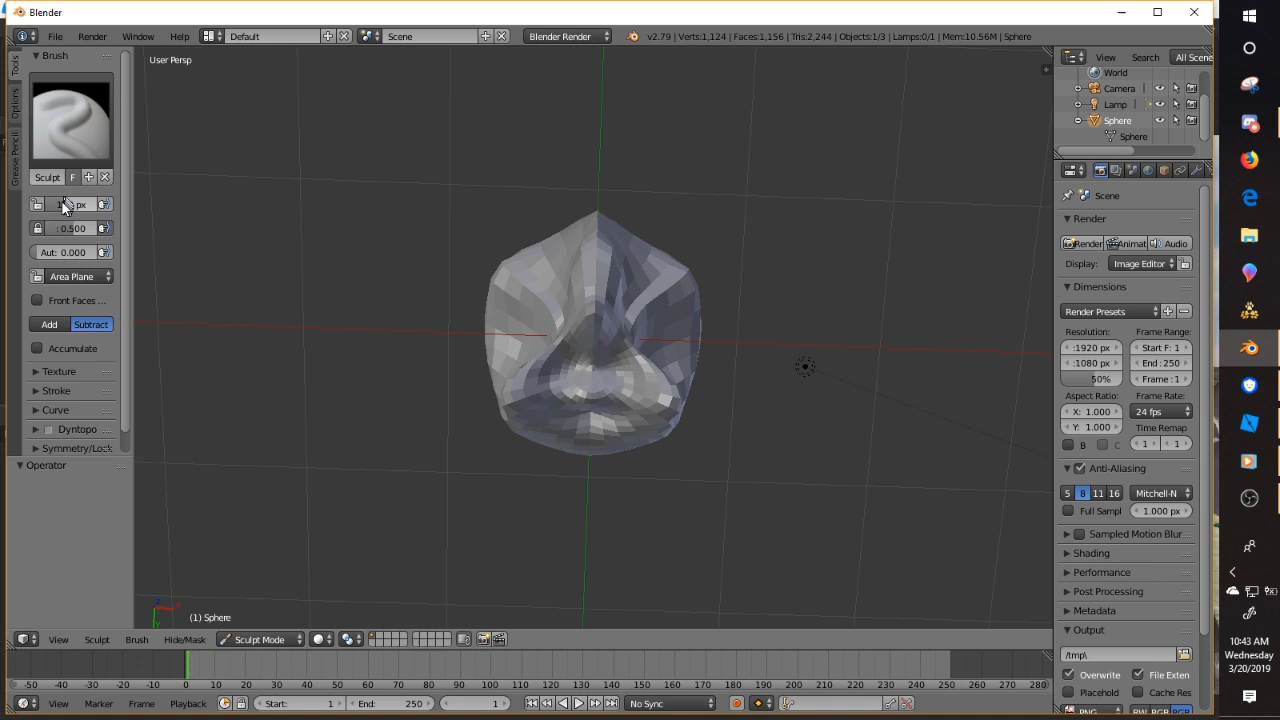 Blender
File Render Window Help Default Scene Blender Render v2.79 | Verts:1,124 | Faces:1,156 | Tris:2,244 | Objects:1/3 | Lamps:0/1 | Mem:10.56M | Sphere
Tools
Options
Grease Pencil
Brush
Sculpt F
px
: 0.500
Aut: 0.000
Area Plane
Front Faces ...
Add Subtract
Accumulate
Texture
Stroke
Curve
Dyntopo
Symmetry/Lock
Operator
User Persp
(1) Sphere
View Sculpt Brush Hide/Mask Sculpt Mode
-50 -40 -30 -20 -10 0 10 20 30 40 50 60 70 80 90 100 110 120 130 140 150 160 170 180 190 200 210 220 230 240 250 260 270 280
View Marker Frame Playback Start: 1 End: 250 1 No Sync
View Search All Scene
World
Camera
Lamp
Sphere
Sphere
Scene
Render
Render Animat Audio
Display: Image Editor
Dimensions
Render Presets
Resolution: Frame Range:
:1920 px Start F: 1
:1080 px End : 250
50% Frame : 1
Aspect Ratio: Frame Rate:
X: 1.000 24 fps
Y: 1.000 Time Remap
B C 1 1
Anti-Aliasing
5 8 11 16 Mitchell-N
Full Sampl 1.000 px
Sampled Motion Blur
Shading
Performance
Post Processing
Metadata
Output
/tmp\
Overwrite File Exten
Placehold Cache Res
PNG BW RGB RGB
10:43 AM
Wednesday
3/20/2019